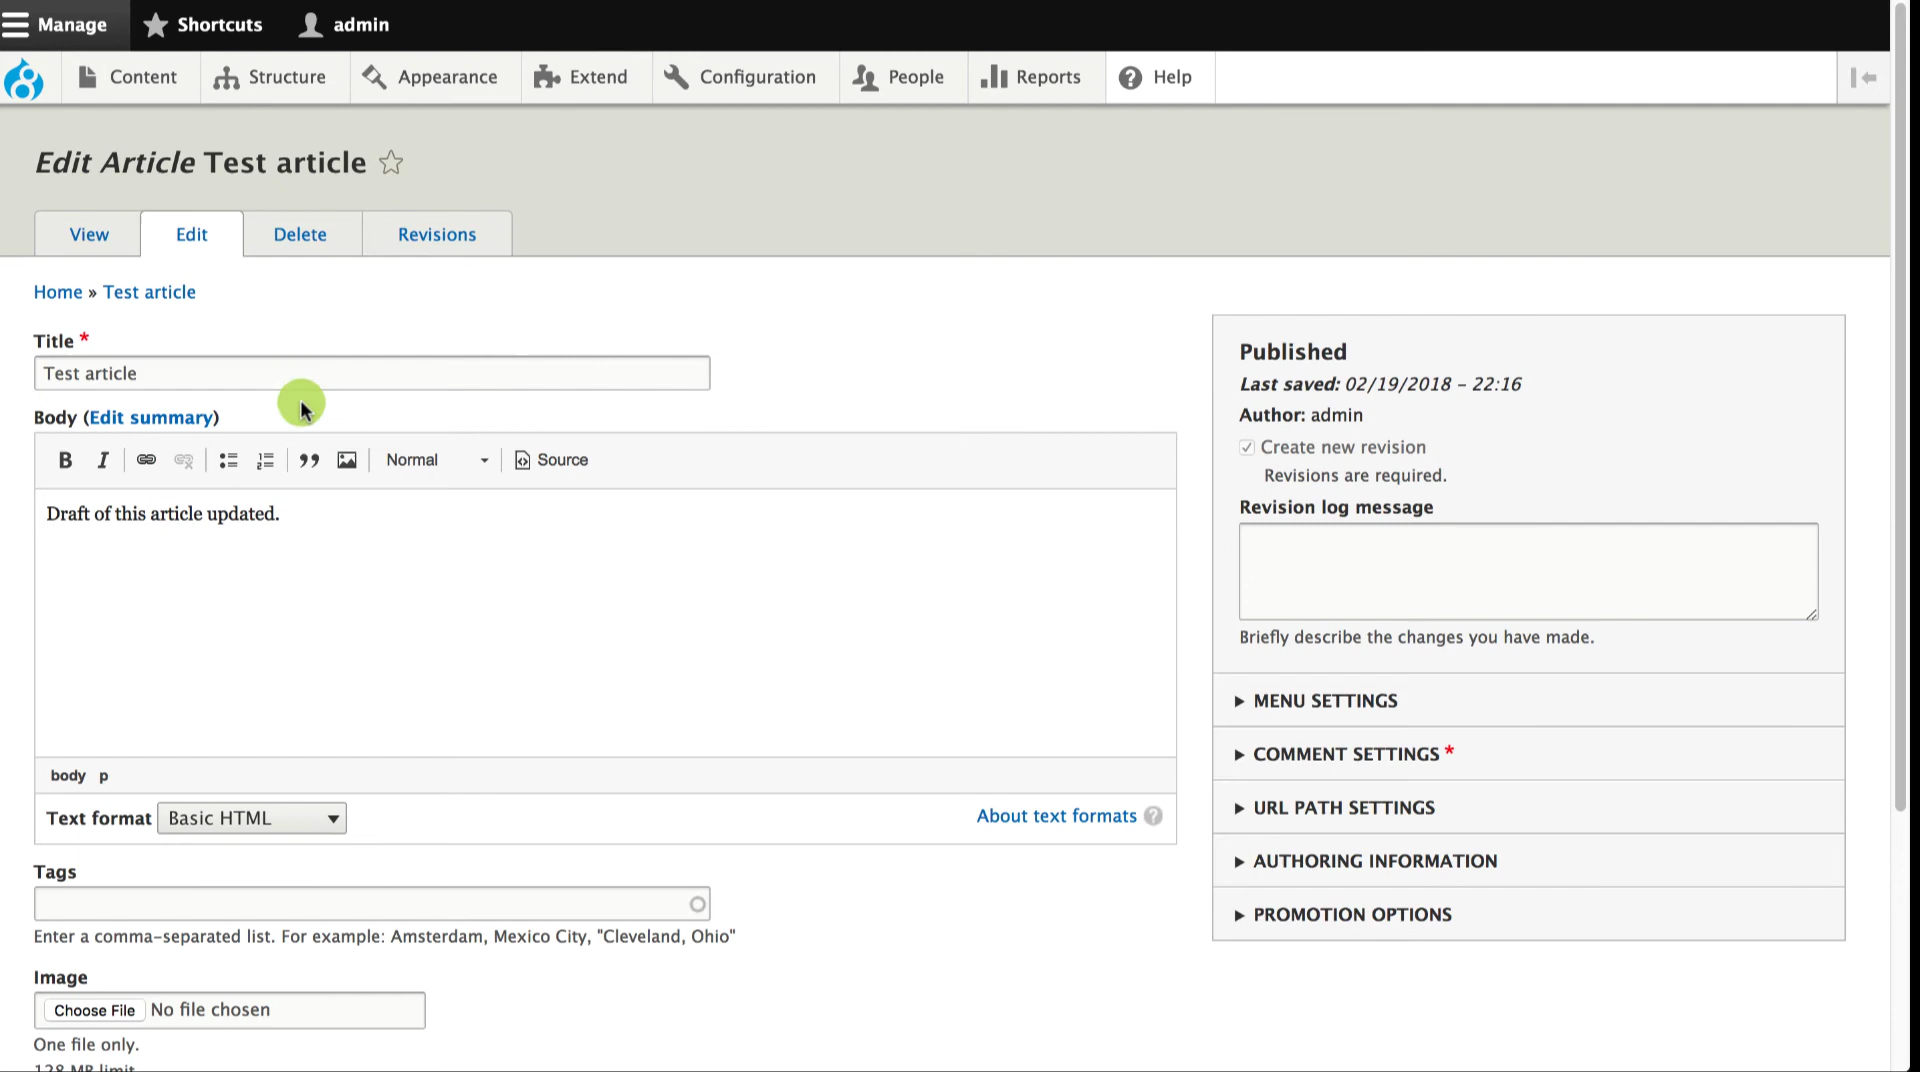 Manage Shortcuts admin
Content Structure Appearance Extend Configuration People Reports Help
Edit Article Test article
View Edit Delete Revisions
Home » Test article
Title *
Test article
Body (Edit summary)
B I Normal Source
Draft of this article updated.
body p
Text format Basic HTML
About text formats ?
Tags
Enter a comma-separated list. For example: Amsterdam, Mexico City, "Cleveland, Ohio"
Image
Choose File No file chosen
One file only.
128 MB limit.
Published
Last saved: 02/19/2018 - 22:16
Author: admin
Create new revision
Revisions are required.
Revision log message
Briefly describe the changes you have made.
MENU SETTINGS
COMMENT SETTINGS *
URL PATH SETTINGS
AUTHORING INFORMATION
PROMOTION OPTIONS